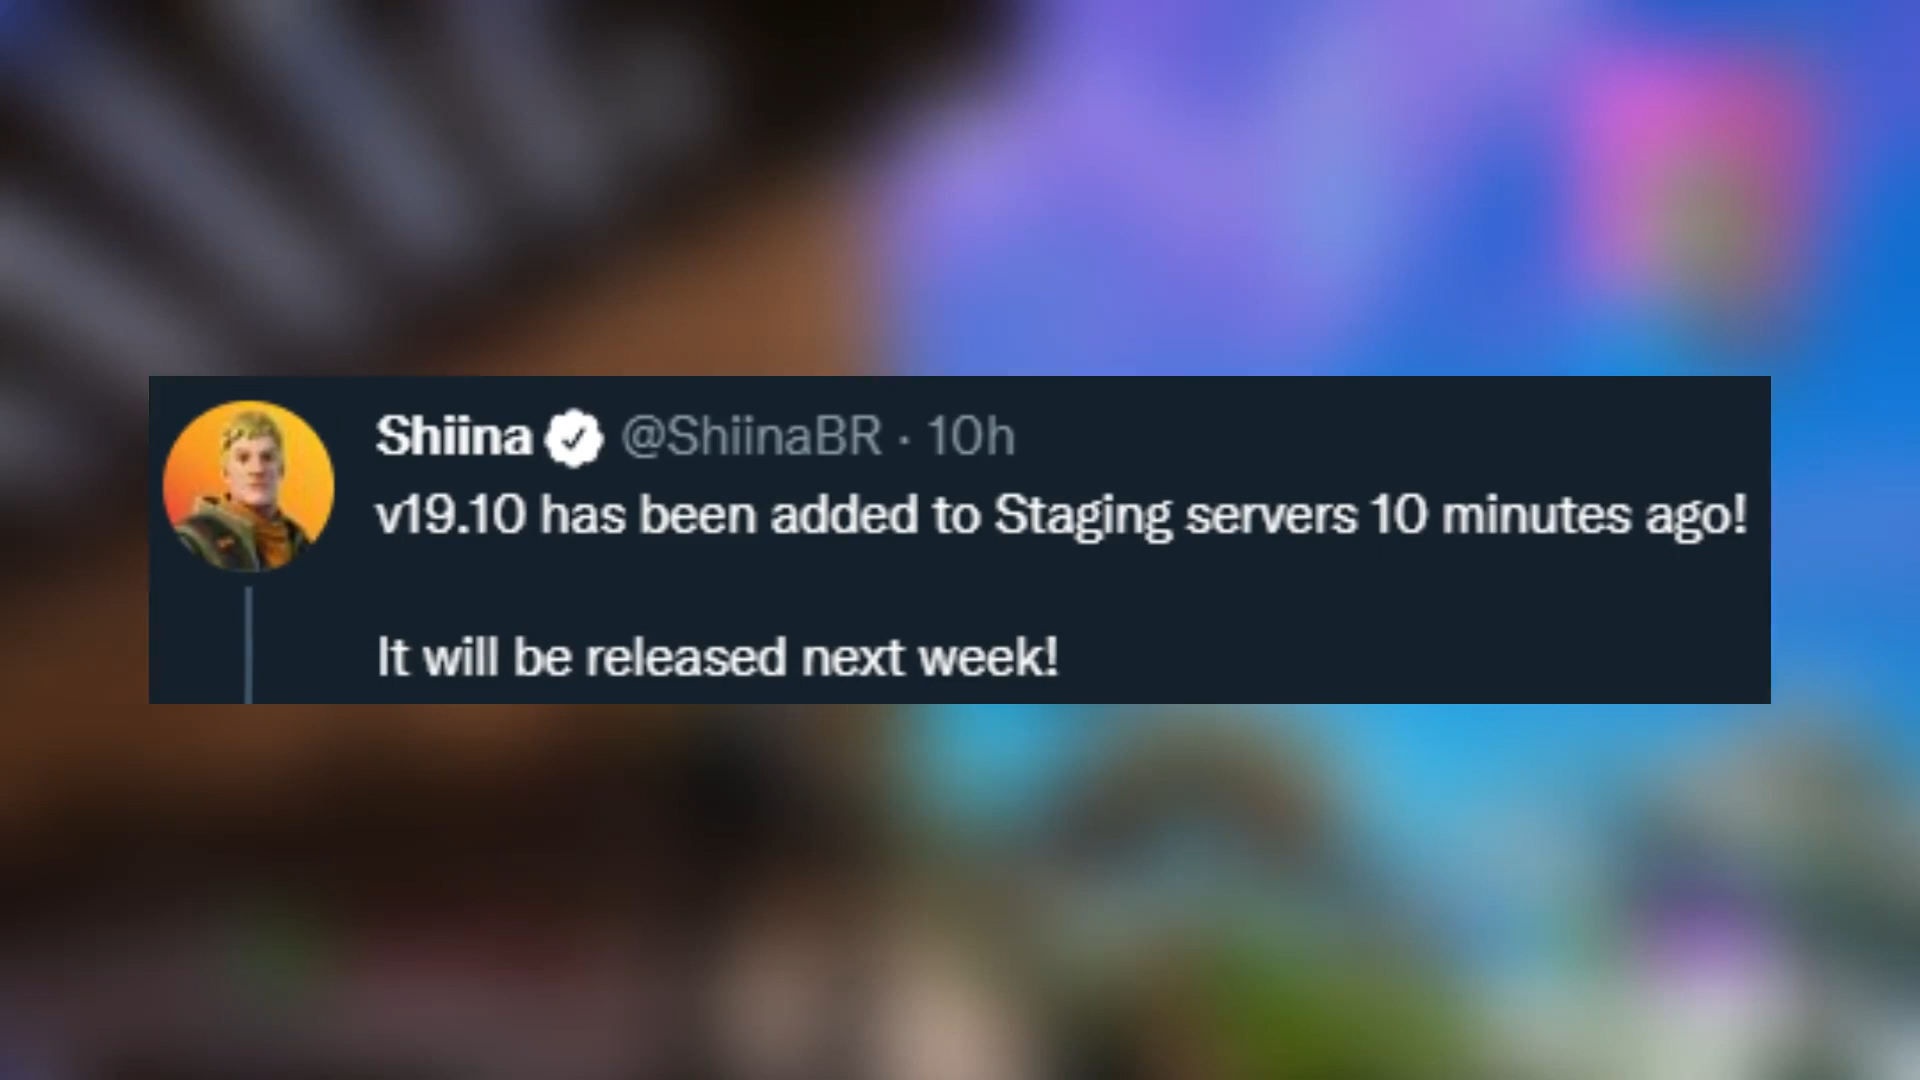 Shiina @ShiinaBR · 10h
v19.10 has been added to Staging servers 10 minutes ago!
It will be released next week!